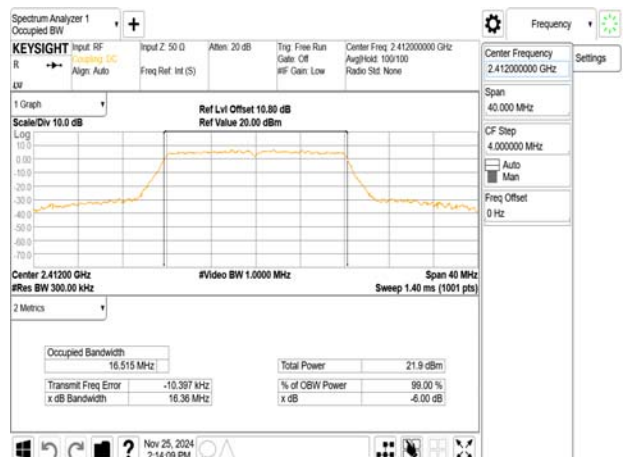 Spectrum Analyzer 1
Occupied BW
Frequency
KEYSIGHT Input: RF Input Z: 50 Ω Atten: 20 dB Trig: Free Run Center Freq: 2.412000000 GHz
R Coupling: DC Gate: Off Avg|Hold: 100/100
Align: Auto Freq Ref: Int (S) #IF Gain: Low Radio Std: None
Center Frequency
2.412000000 GHz
Settings
Span
40.000 MHz
CF Step
4.000000 MHz
Auto
Man
Freq Offset
0 Hz
1 Graph
Ref Lvl Offset 10.80 dB
Scale/Div 10.0 dB Ref Value 20.00 dBm
Log
10.0
0.00
-10.0
-20.0
-30.0
-40.0
-50.0
-60.0
-70.0
Center 2.41200 GHz #Video BW 1.0000 MHz Span 40 MHz
#Res BW 300.00 kHz Sweep 1.40 ms (1001 pts)
2 Metrics
Occupied Bandwidth
16.515 MHz Total Power 21.9 dBm
Transmit Freq Error -10.397 kHz % of OBW Power 99.00 %
x dB Bandwidth 16.36 MHz x dB -6.00 dB
? Nov 25, 2024
2:14:09 PM